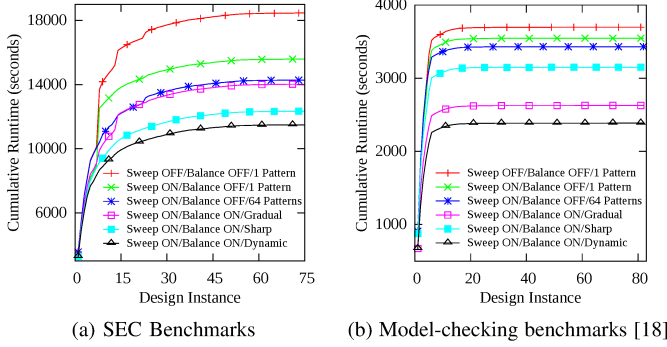 Cumulative Runtime (seconds)
18000
14000
10000
6000
Sweep OFF/Balance OFF/1 Pattern
Sweep ON/Balance OFF/1 Pattern
Sweep ON/Balance OFF/64 Patterns
Sweep ON/Balance ON/Gradual
Sweep ON/Balance ON/Sharp
Sweep ON/Balance ON/Dynamic
0 15 30 45 60 75
Design Instance
(a) SEC Benchmarks
Cumulative Runtime (seconds)
4000
3000
2000
1000
Sweep OFF/Balance OFF/1 Pattern
Sweep ON/Balance OFF/1 Pattern
Sweep ON/Balance OFF/64 Patterns
Sweep ON/Balance ON/Gradual
Sweep ON/Balance ON/Sharp
Sweep ON/Balance ON/Dynamic
0 20 40 60 80
Design Instance
(b) Model-checking benchmarks [18]